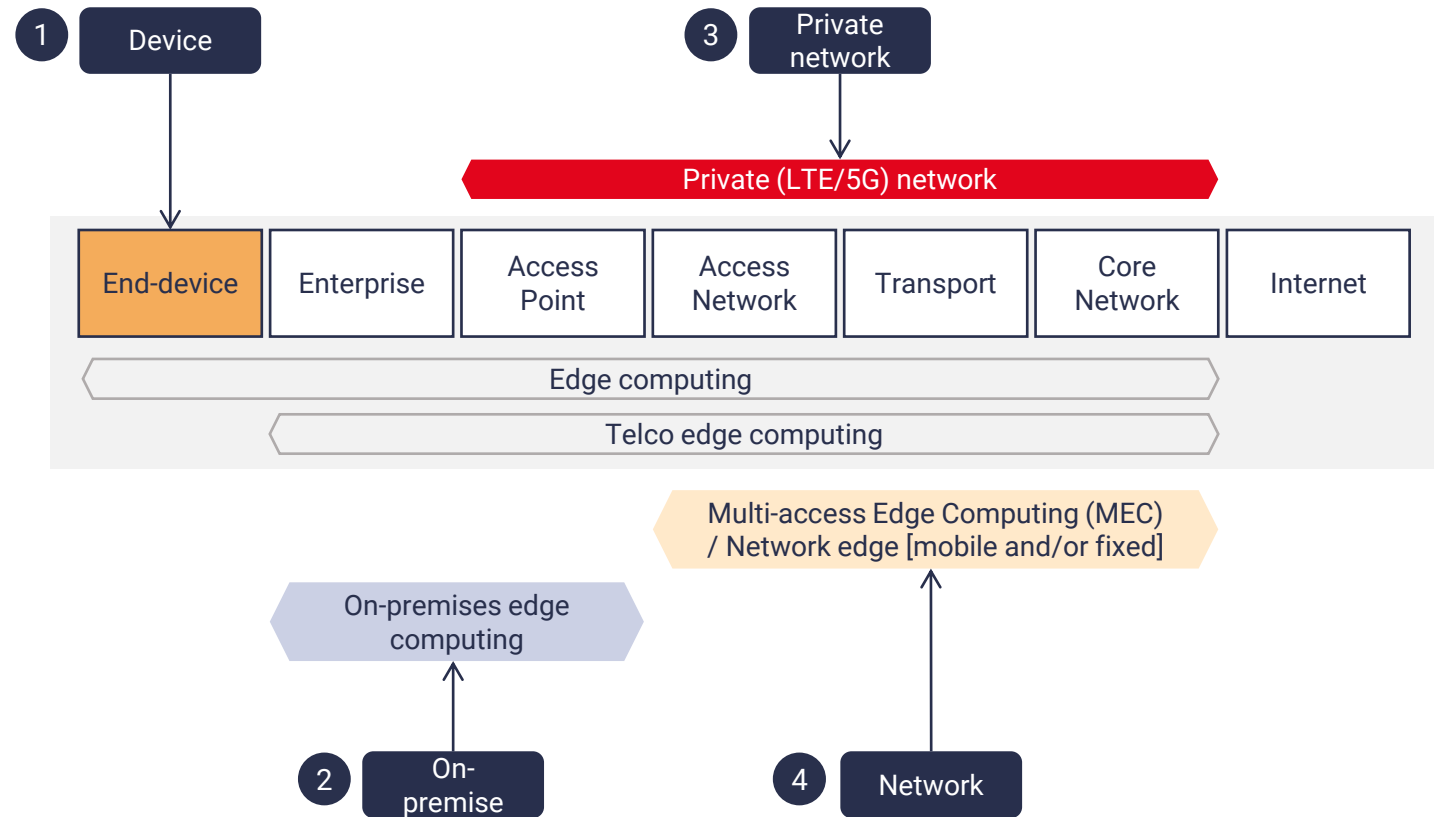 1
Device
3
Private
network
Private (LTE/5G) network
End-device
Enterprise
Access
Point
Access
Network
Transport
Core
Network
Internet
Edge computing
Telco edge computing
Multi-access Edge Computing (MEC)
/ Network edge [mobile and/or fixed]
On-premises edge
computing
2
On-
premise
4
Network